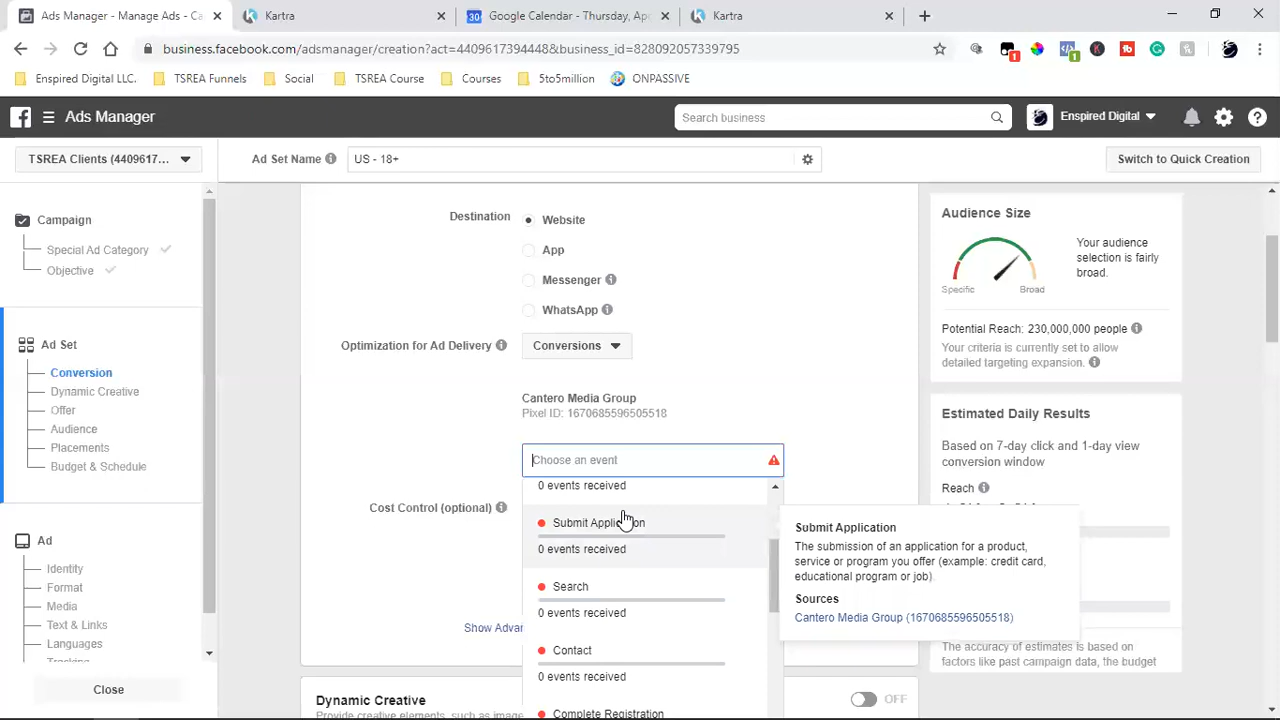 Ads Manager - Manage Ads - Ca
Kartra
Google Calendar - Thursday, Apr
Kartra
business.facebook.com/adsmanager/creation?act=440961739444​8&business_id=828092057339795
Enspired Digital LLC.
TSREA Funnels
Social
TSREA Course
Courses
5to5million
ONPASSIVE
Ads Manager
Search business
Enspired Digital
TSREA Clients (4409617...
Ad Set Name
US - 18+
Switch to Quick Creation
Campaign
Special Ad Category
Objective
Ad Set
Conversion
Dynamic Creative
Offer
Audience
Placements
Budget & Schedule
Ad
Identity
Format
Media
Text & Links
Languages
Close
Destination
Website
App
Messenger
WhatsApp
Optimization for Ad Delivery
Conversions
Cantero Media Group
Pixel ID: 1670685596505518
Choose an event
Cost Control (optional)
0 events received
Submit Application
0 events received
Search
0 events received
Contact
0 events received
Complete Registration
Show Advan
Submit Application
The submission of an application for a product,
service or program you offer (example: credit card,
educational program or job).
Sources
Cantero Media Group (1670685596505518)
Dynamic Creative
OFF
Provide creative elements, such as image
Audience Size
Your audience
selection is fairly
broad.
Specific
Broad
Potential Reach: 230,000,000 people
Your criteria is currently set to allow
detailed targeting expansion.
Estimated Daily Results
Based on 7-day click and 1-day view
conversion window
Reach
The accuracy of estimates is based on
factors like past campaign data, the budget